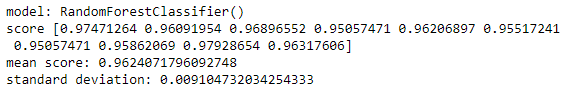 model: RandomForestClassifier()
score [0.97471264 0.96091954 0.96896552 0.95057471 0.96206897 0.95517241
 0.95057471 0.95862069 0.97928654 0.96317606]
mean score: 0.9624071796092748
standard deviation: 0.009104732034254333